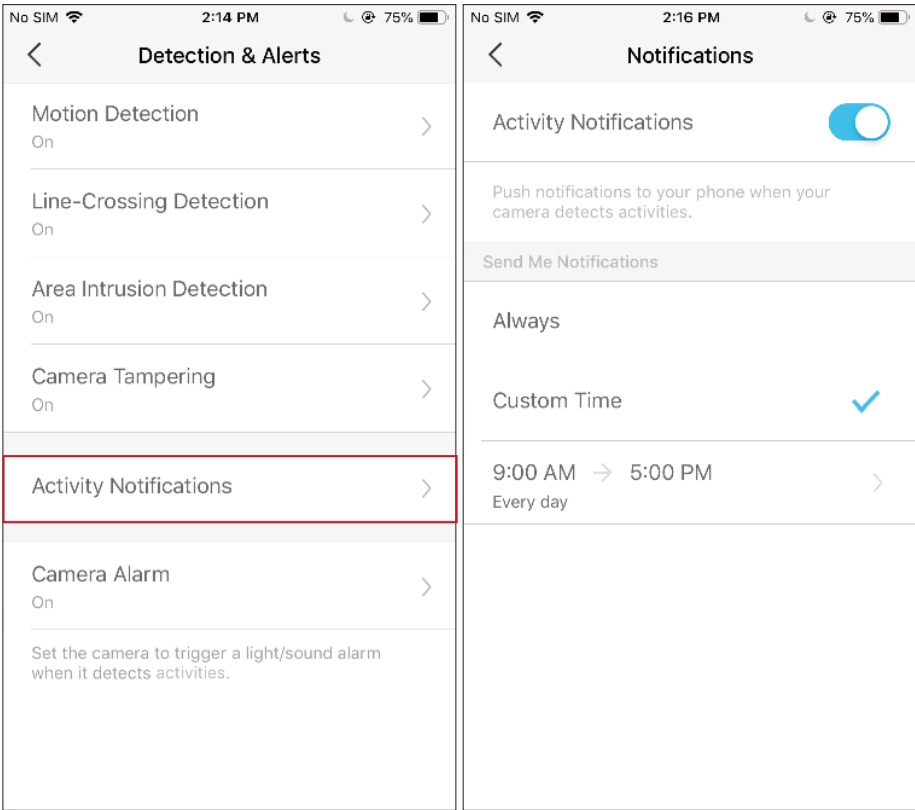 No SIM 2:14 PM 75%
Detection & Alerts
Motion Detection
On
Line-Crossing Detection
On
Area Intrusion Detection
On
Camera Tampering
On
Activity Notifications
Camera Alarm
On
Set the camera to trigger a light/sound alarm
when it detects activities.
No SIM 2:16 PM 75%
Notifications
Activity Notifications
Push notifications to your phone when your
camera detects activities.
Send Me Notifications
Always
Custom Time
9:00 AM → 5:00 PM
Every day